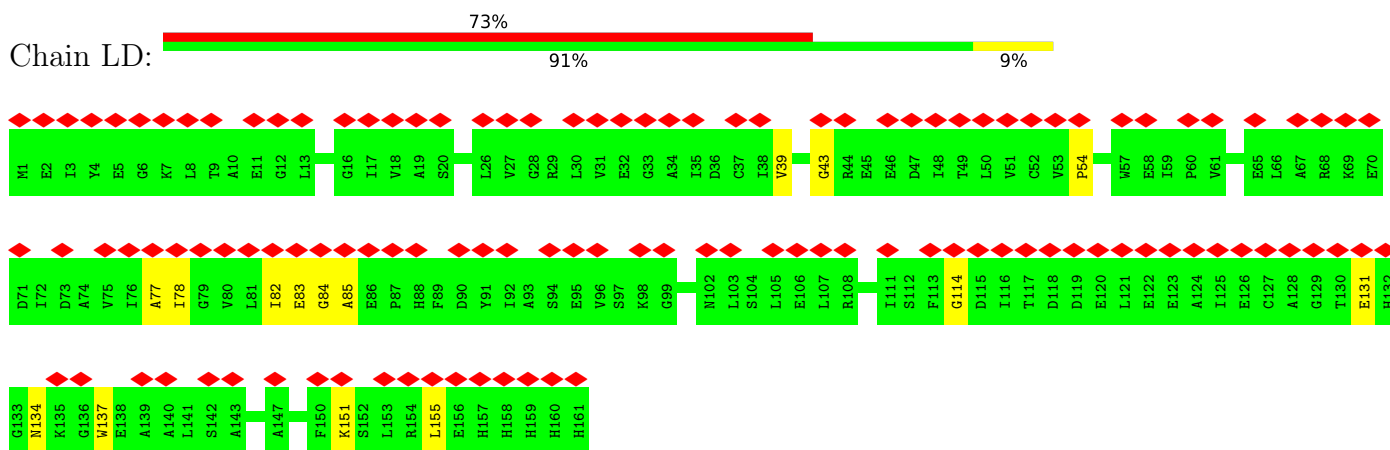 73%
Chain LD:
91% 9%
M1 E2 I3 Y4 E5 G6 K7 L8 T9 A10 E11 G12 L13 G16 I17 V18 A19 S20 L26 V27 G28 R29 L30 V31 E32 G33 A34 I35 D36 C37 I38 V39 G43 R44 E45 E46 D47 I48 T49 L50 V51 C52 V53 P54 W57 E58 I59 P60 V61 E65 L66 A67 R68 K69 E70
D71 I72 D73 A74 V75 I76 A77 I78 G79 V80 L81 I82 E83 G84 A85 E86 P87 H88 F89 D90 Y91 I92 A93 S94 E95 V96 S97 K98 G99 N102 L103 S104 L105 E106 L107 R108 I111 S112 F113 G114 D115 I116 T117 D118 D119 E120 L121 E122 E123 A124 I125 E126 C127 A128 G129 T130 E131 H132
G133 N134 K135 G136 W137 E138 A139 A140 L141 S142 A143 A147 F150 K151 S152 L153 R154 L155 E156 H157 H158 H159 H160 H161